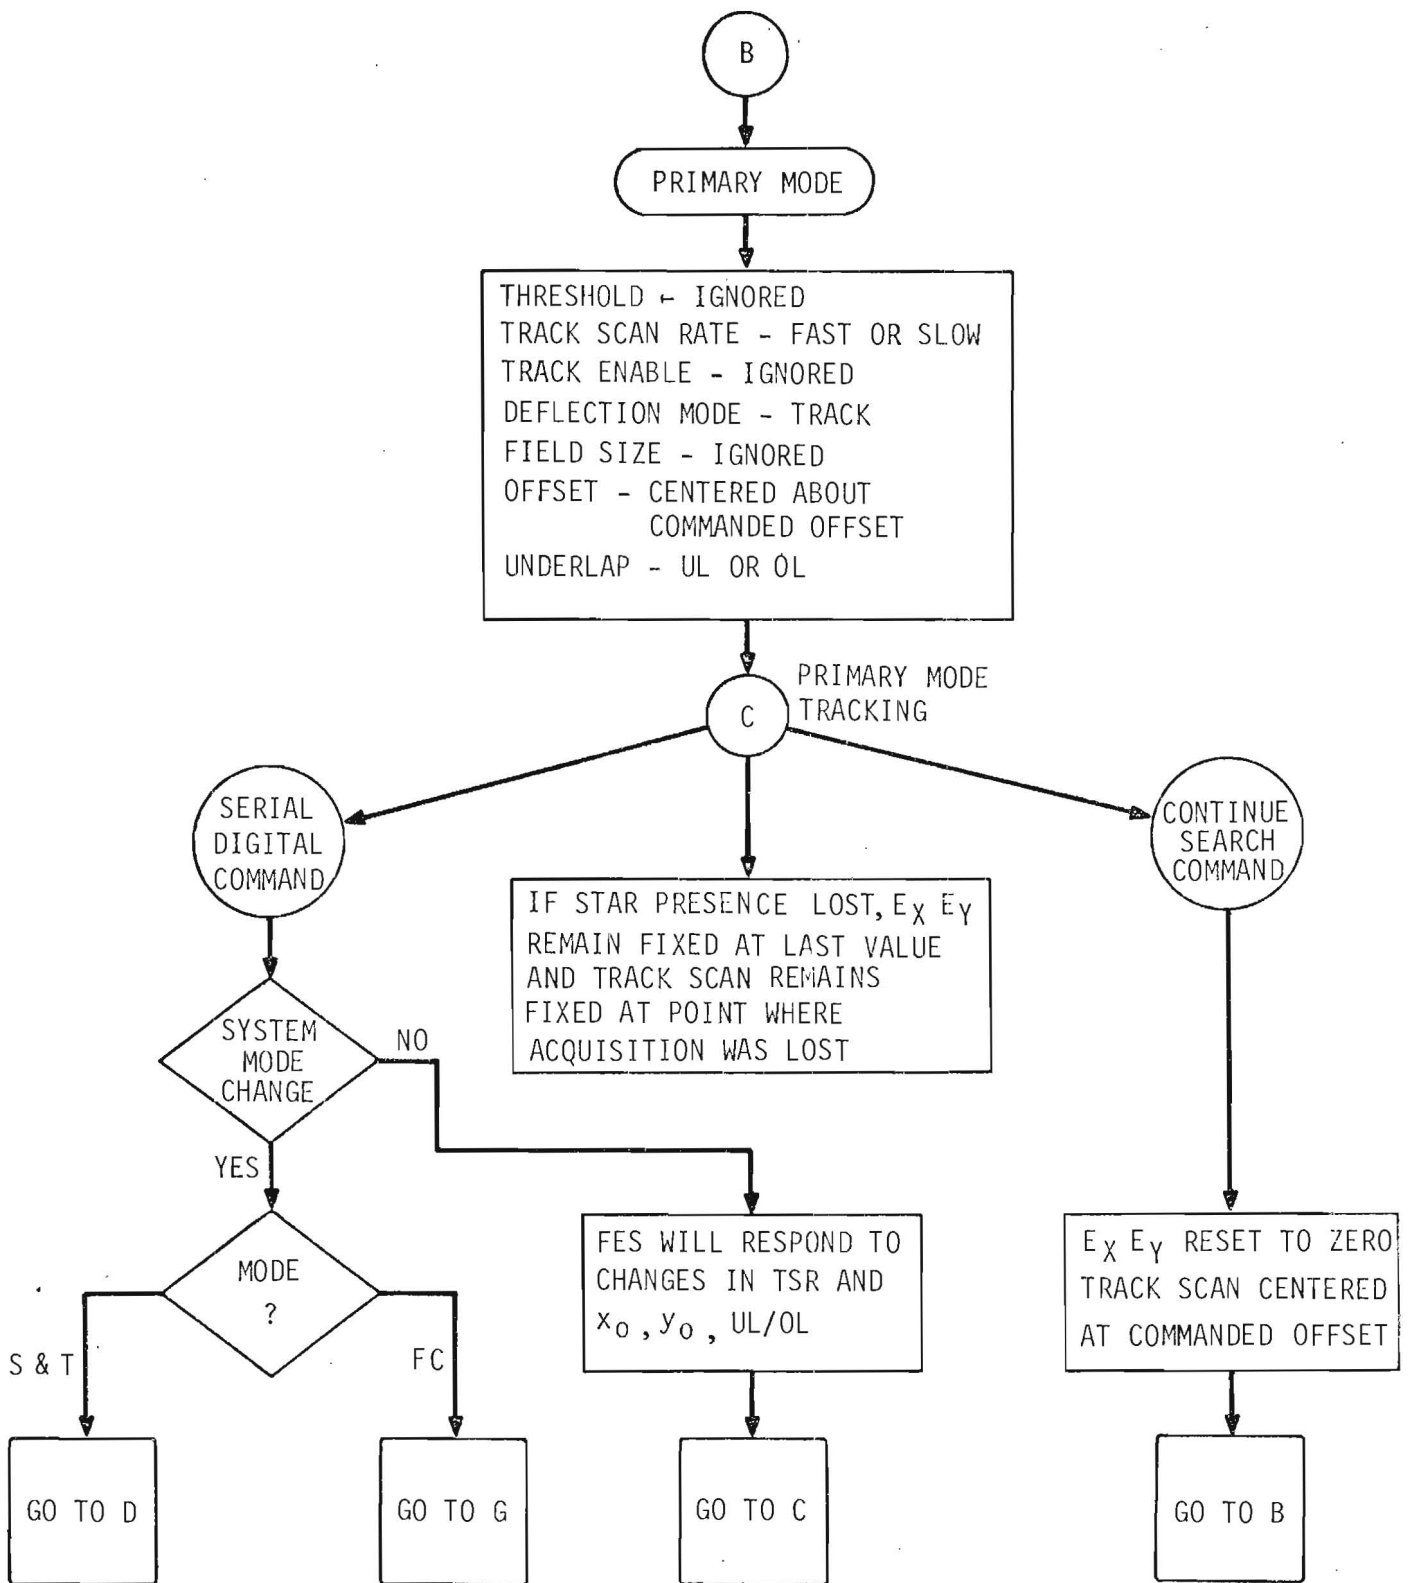 B
PRIMARY MODE
THRESHOLD - IGNORED
TRACK SCAN RATE - FAST OR SLOW
TRACK ENABLE - IGNORED
DEFLECTION MODE - TRACK
FIELD SIZE - IGNORED
OFFSET - CENTERED ABOUT
COMMANDED OFFSET
UNDERLAP - UL OR OL
C
PRIMARY MODE
TRACKING
SERIAL
DIGITAL
COMMAND
IF STAR PRESENCE LOST, EX EY
REMAIN FIXED AT LAST VALUE
AND TRACK SCAN REMAINS
FIXED AT POINT WHERE
ACQUISITION WAS LOST
CONTINUE
SEARCH
COMMAND
SYSTEM
MODE
CHANGE
NO
YES
MODE
?
S & T
FC
FES WILL RESPOND TO
CHANGES IN TSR AND
xo, yo, UL/OL
EX EY RESET TO ZERO
TRACK SCAN CENTERED
AT COMMANDED OFFSET
GO TO D
GO TO G
GO TO C
GO TO B